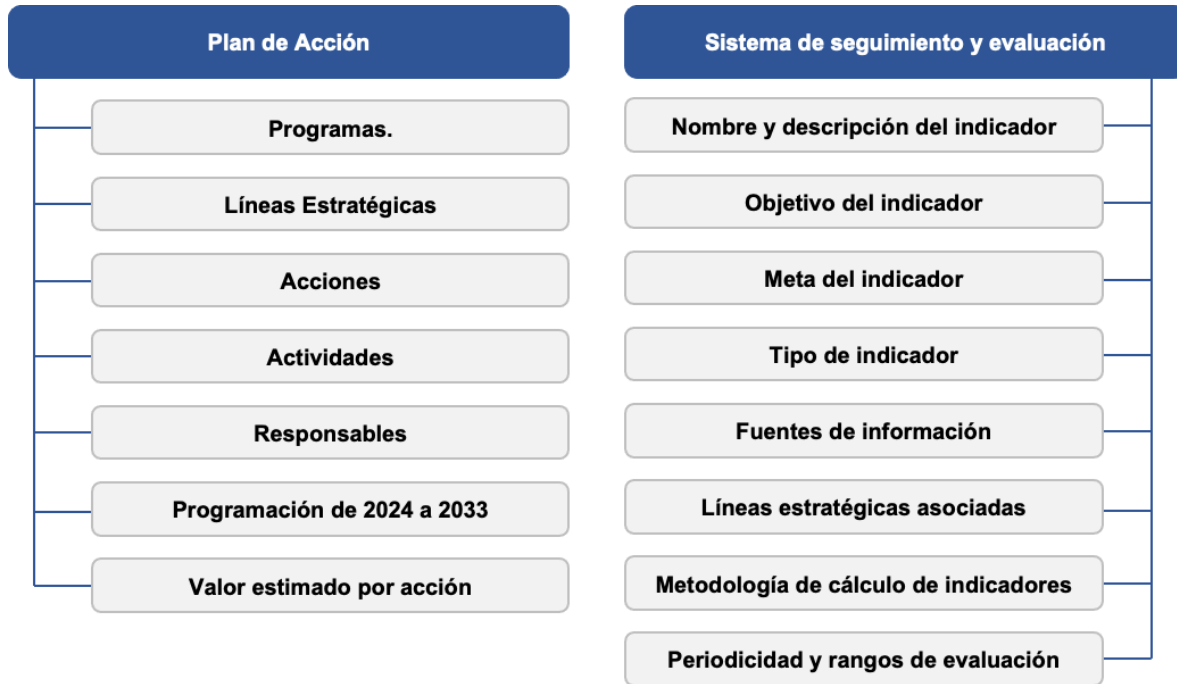 Plan de Acción
Programas.
Líneas Estratégicas
Acciones
Actividades
Responsables
Programación de 2024 a 2033
Valor estimado por acción
Sistema de seguimiento y evaluación
Nombre y descripción del indicador
Objetivo del indicador
Meta del indicador
Tipo de indicador
Fuentes de información
Líneas estratégicas asociadas
Metodología de cálculo de indicadores
Periodicidad y rangos de evaluación